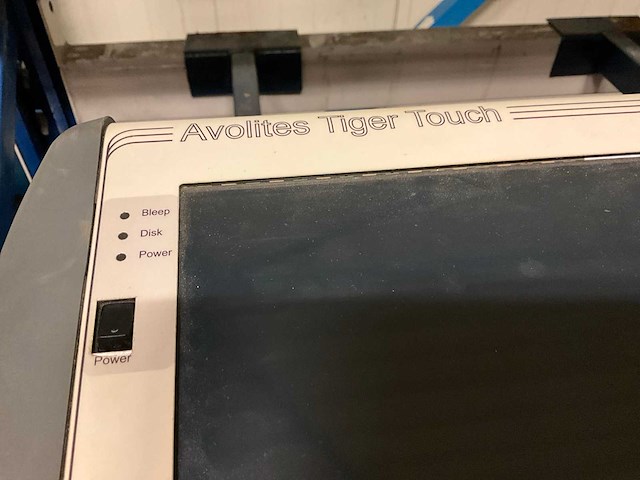 Avolites Tiger Touch
Bleep
Disk
Power
Power